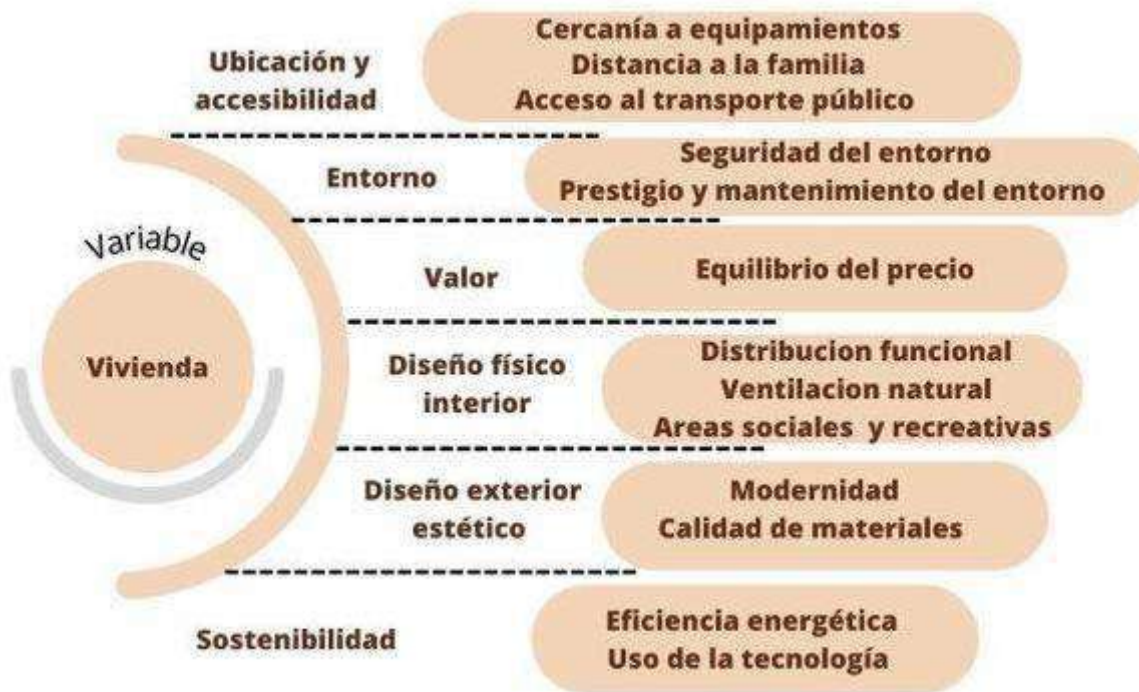 Cercanía a equipamientos
Ubicación y
Distancia a la familia
accesibilidad
Acceso al transporte público
Seguridad del entorno
Entorno
Prestigio y mantenimiento del entorno
Variable
Valor
Equilibrio del precio
Vivienda
Diseño físico
interior
Distribucion funcional
Ventilacion natural
Areas sociales y recreativas
Diseño exterior
estético
Modernidad
Calidad de materiales
Sostenibilidad
Eficiencia energética
Uso de la tecnología